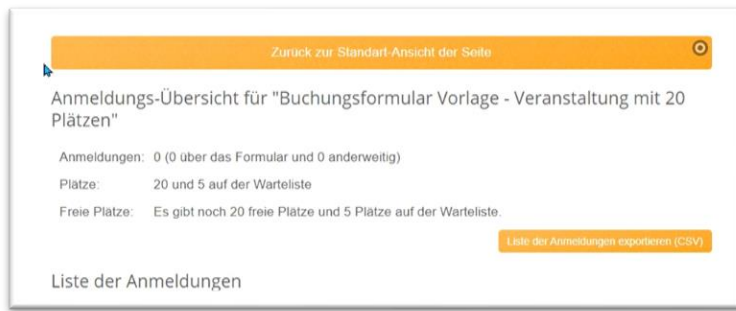 Zurück zur Standart-Ansicht der Seite
Anmeldungs-Übersicht für "Buchungsformular Vorlage - Veranstaltung mit 20
Plätzen"
Anmeldungen: 0 (0 über das Formular und 0 anderweitig)
Plätze: 20 und 5 auf der Warteliste
Freie Plätze: Es gibt noch 20 freie Plätze und 5 Plätze auf der Warteliste.
Liste der Anmeldungen exportieren (CSV)
Liste der Anmeldungen